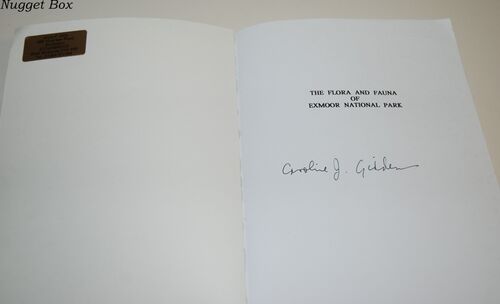 Nugget Box
THE FLORA AND FAUNA
OF
EXMOOR NATIONAL PARK
Caroline J. Giddens